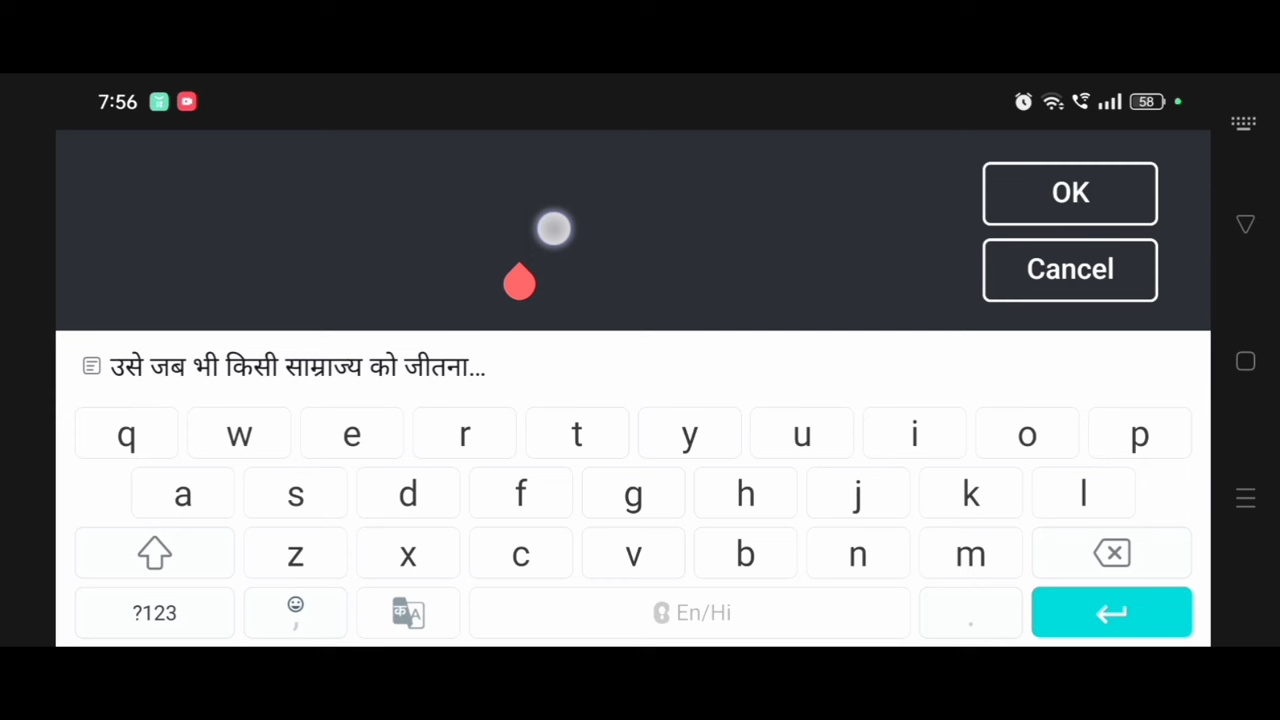 7:56
58
OK
Cancel
उसे जब भी किसी साम्राज्य को जीतना...
q w e r t y u i o p
a s d f g h j k l
z x c v b n m
?123 , क A En/Hi .